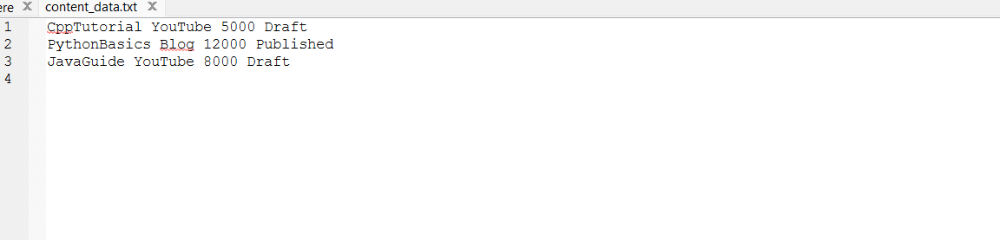 ere X content_data.txt X
1 CppTutorial YouTube 5000 Draft
2 PythonBasics Blog 12000 Published
3 JavaGuide YouTube 8000 Draft
4